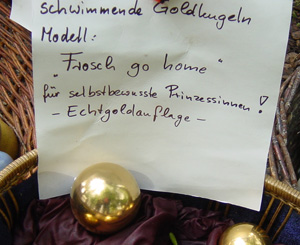 schwimmende Goldkugeln
Modell:
„Frosch go home“
für selbstbewusste Prinzessinnen!
- Echtgoldauflage -